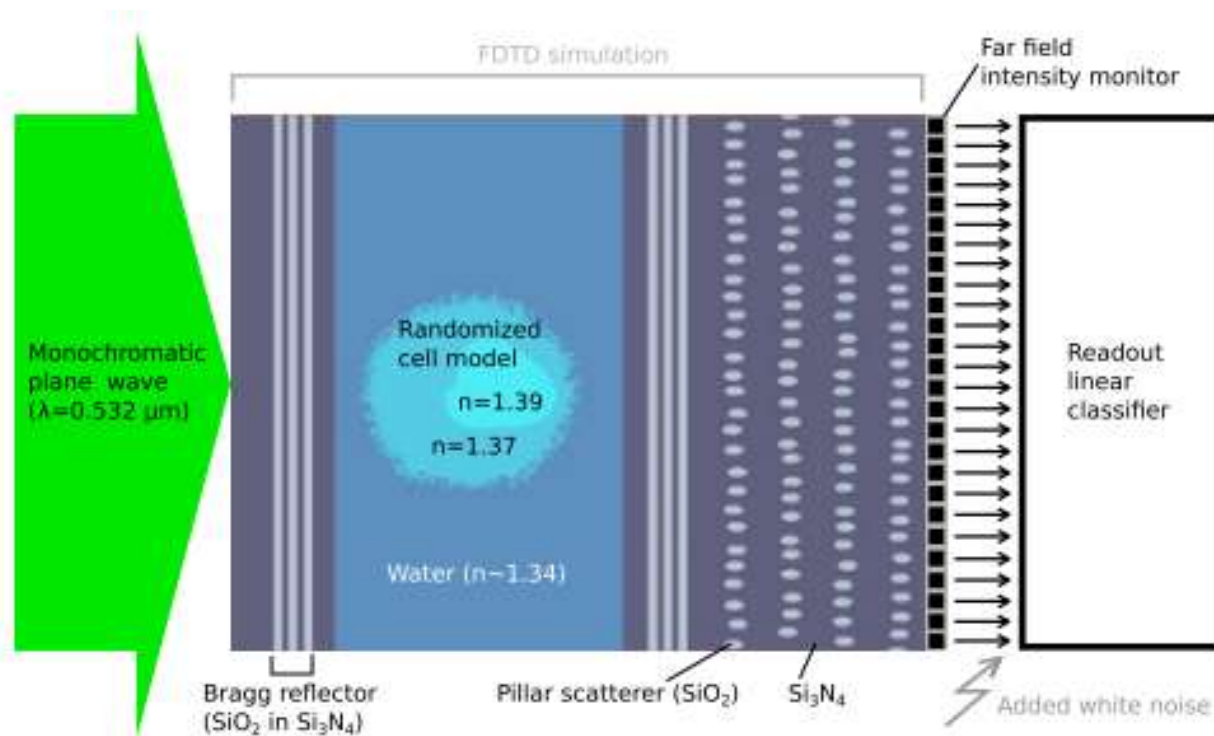 FDTD simulation
Far field
intensity monitor
Monochromatic
plane wave
(λ=0.532 μm)
Randomized
cell model
n=1.39
n=1.37
Water (n~1.34)
Readout
linear
classifier
Bragg reflector
(SiO₂ in Si₃N₄)
Pillar scatterer (SiO₂)
Si₃N₄
Added white noise